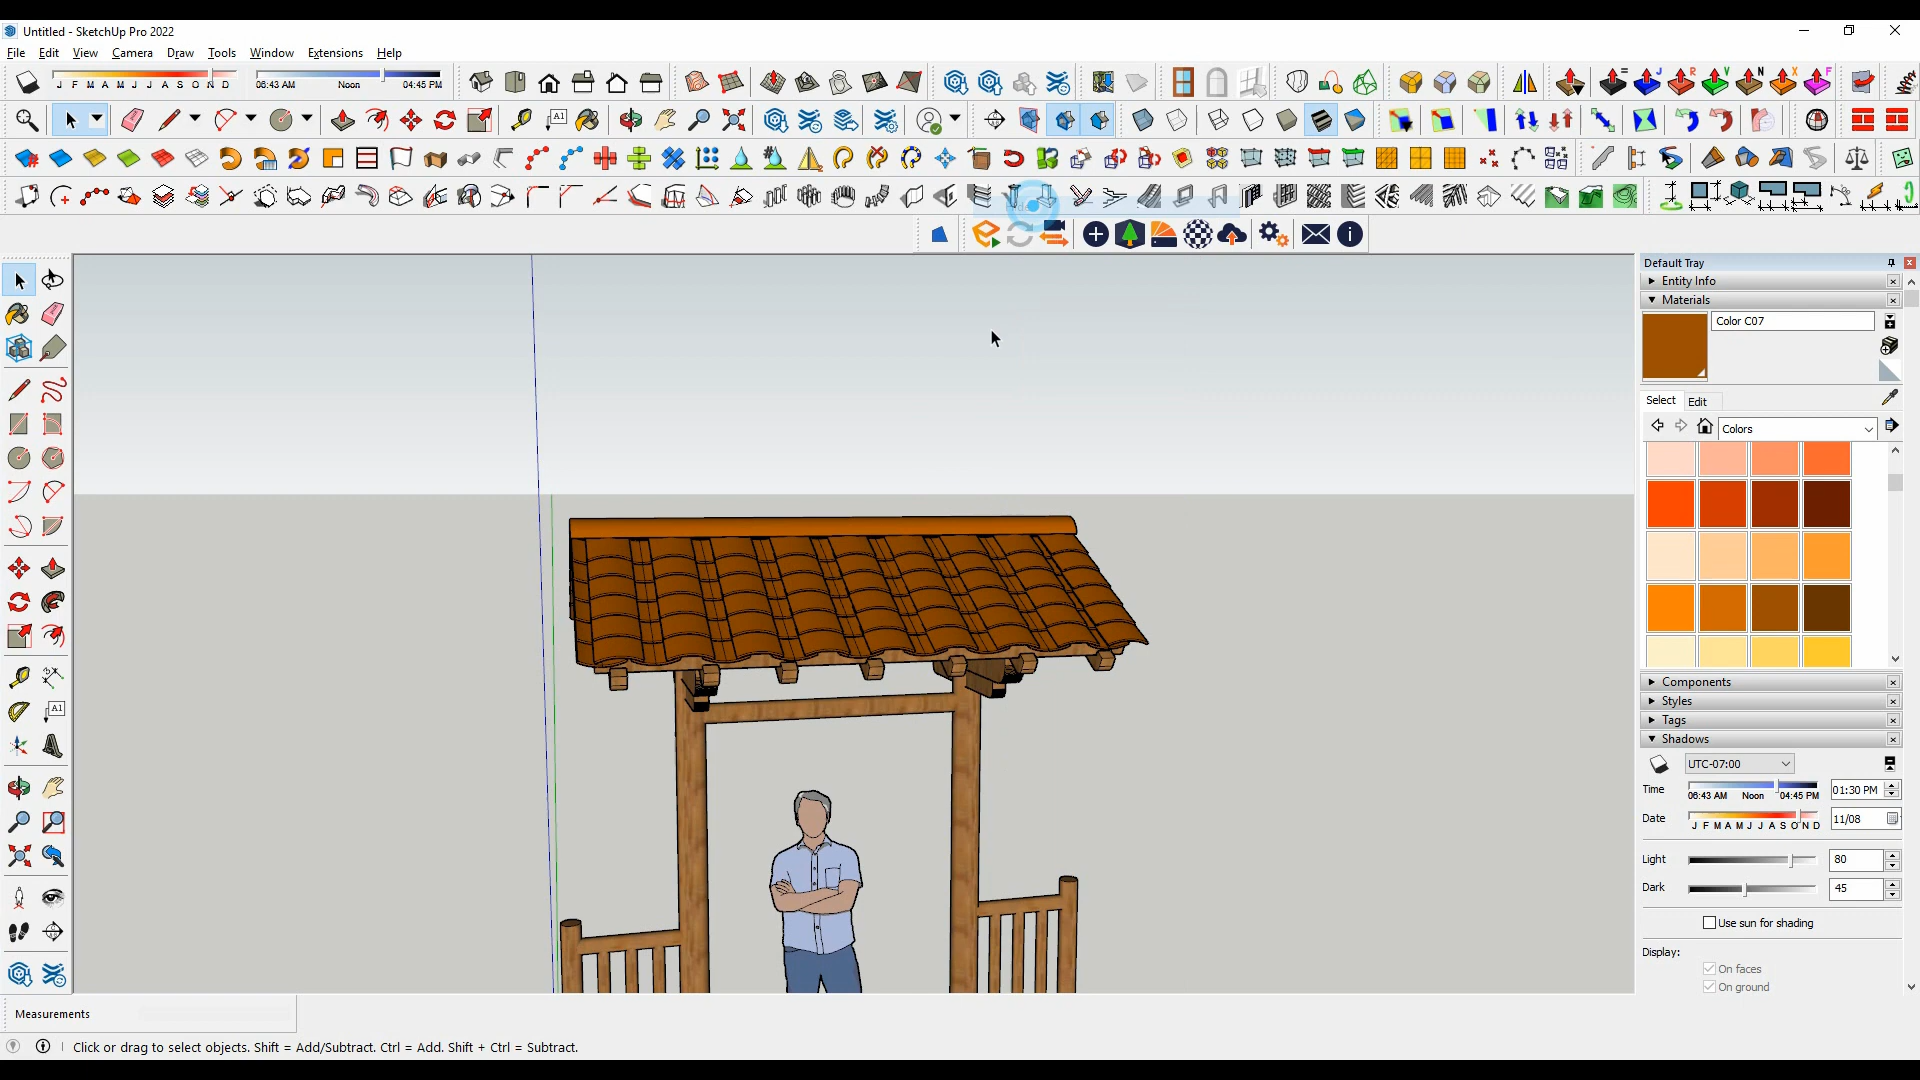 Untitled - SketchUp Pro 2022
File Edit View Camera Draw Tools Window Extensions Help
J F M A M J J A S O N D 06:43 AM Noon 04:45 PM
A1
Default Tray
Entity Info
Materials
Color C07
Select Edit
Colors
A1
Components
Styles
Tags
Shadows
UTC-07:00
Time 06:43 AM Noon 04:45 PM 01:30 PM
Date J F M A M J J A S O N D 11/08
Light 80
Dark 45
Use sun for shading
Display:
On faces
On ground
Measurements
Click or drag to select objects. Shift = Add/Subtract. Ctrl = Add. Shift + Ctrl = Subtract.